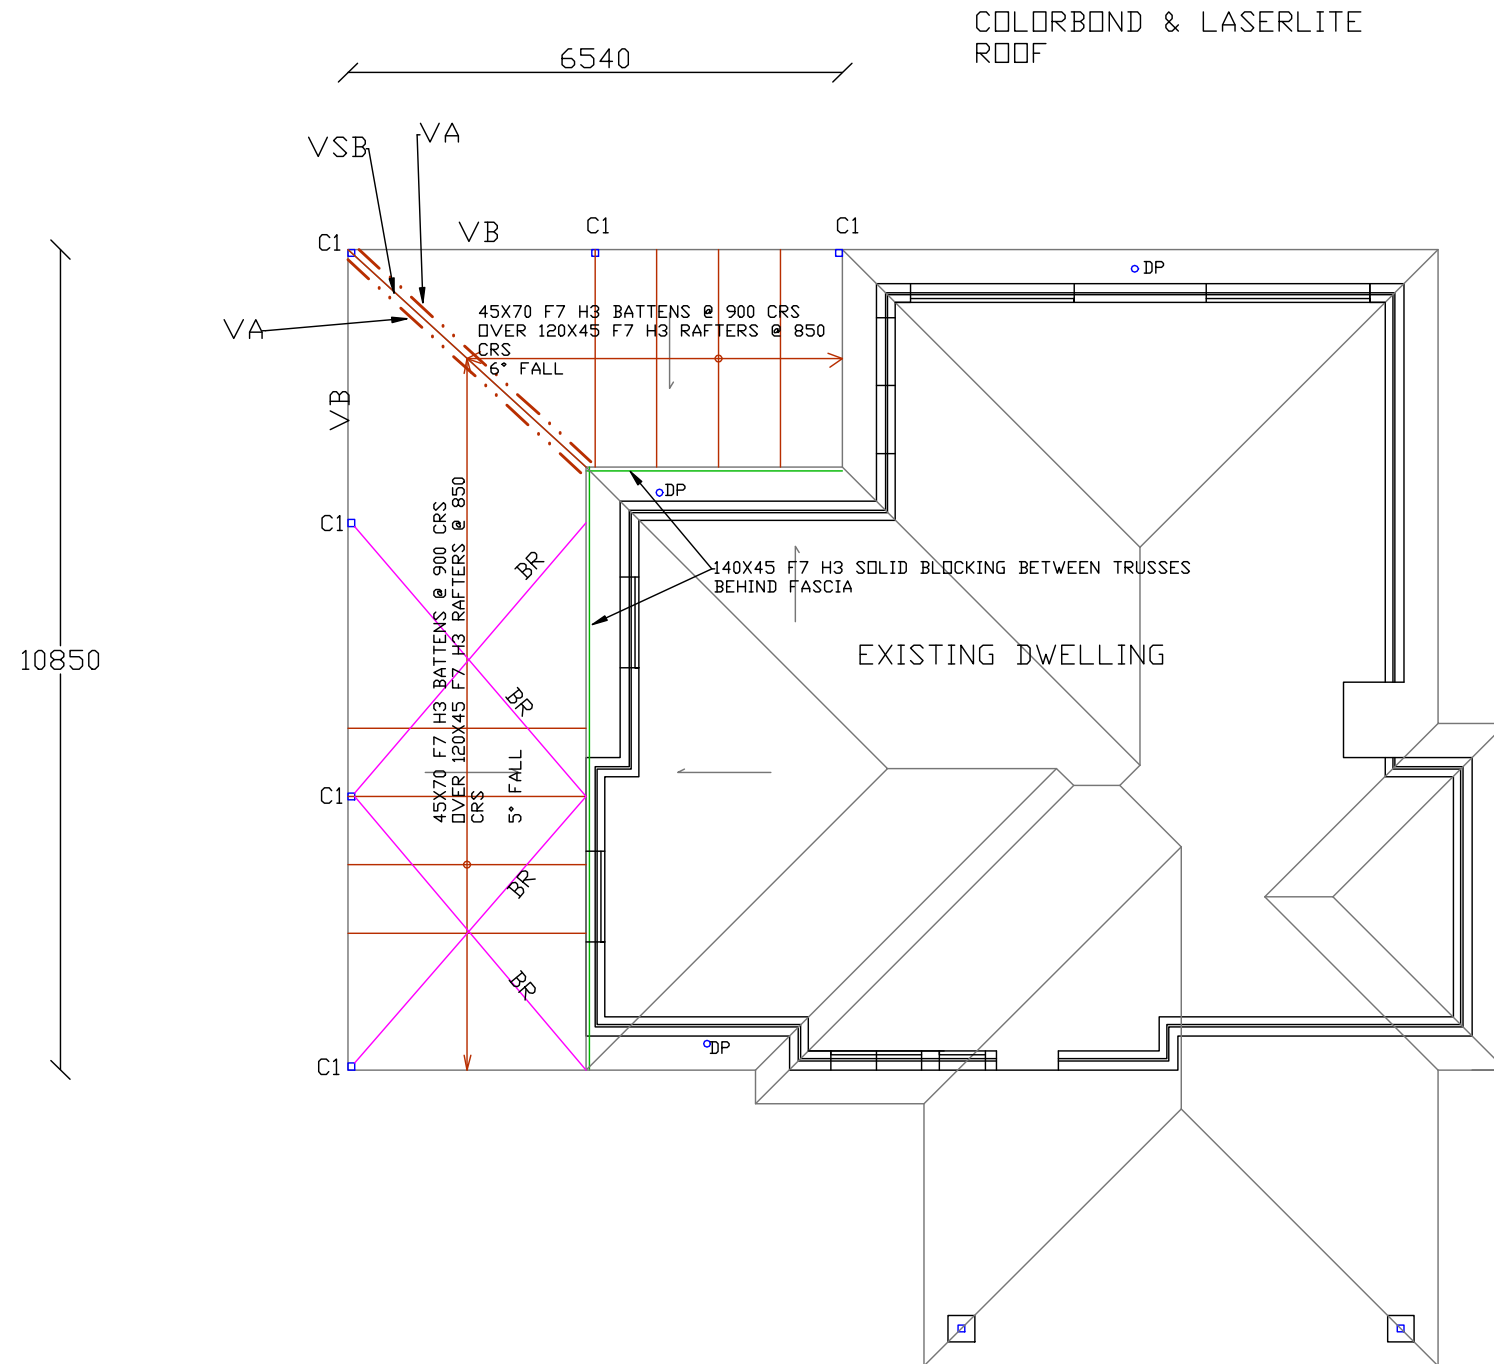 COLORBOND & LASERLITE
ROOF
6540
VA
VSB
C1
C1
C1
VB
DP
45X70 F7 H3 BATTENS @ 900 CRS
OVER 120X45 F7 H3 RAFTERS @ 850
CRS
6° FALL
VA
VB
DP
C1
45X70 F7 H3 BATTENS @ 900 CRS
OVER 120X45 F7 H3 RAFTERS @ 850
CRS
5° FALL
BR
140X45 F7 H3 SOLID BLOCKING BETWEEN TRUSSES
BEHIND FASCIA
EXISTING DWELLING
10850
BR
C1
BR
BR
DP
C1